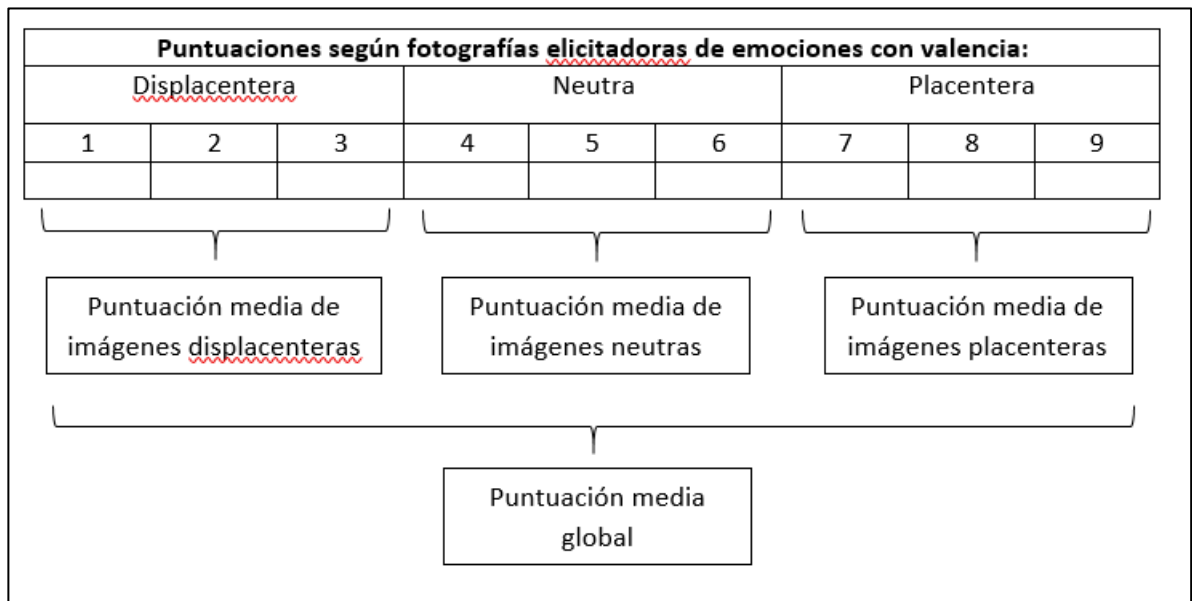 Puntuaciones según fotografías elicitadoras de emociones con valencia:
Displacentera Neutra Placentera
1 2 3 4 5 6 7 8 9
Puntuación media de
imágenes displacenteras
Puntuación media de
imágenes neutras
Puntuación media de
imágenes placenteras
Puntuación media
global